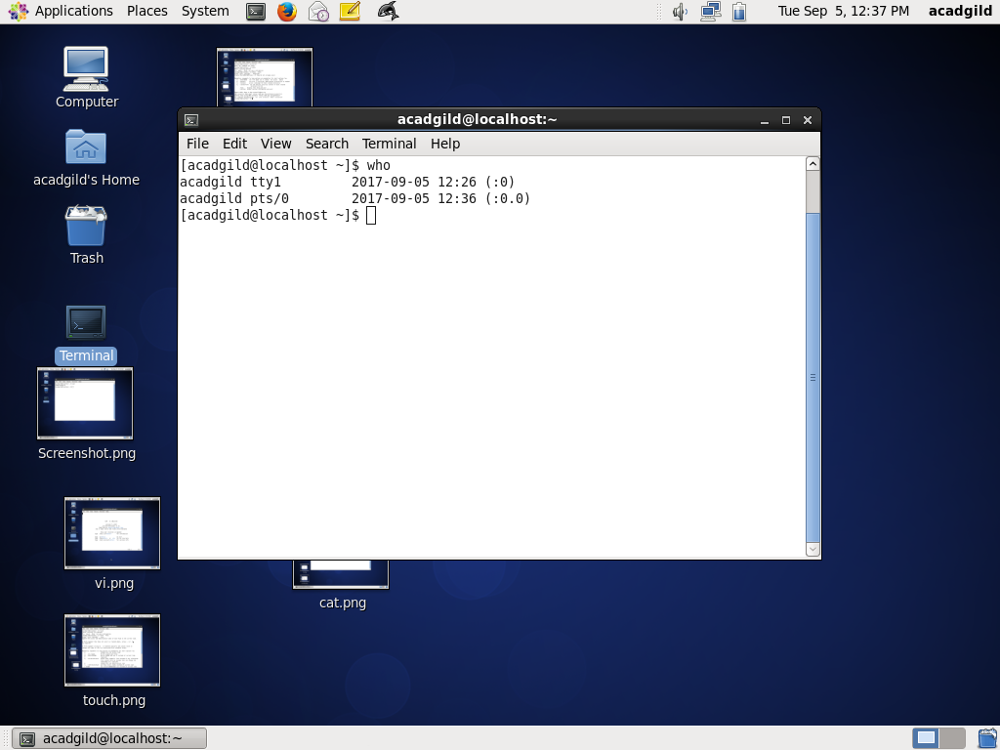 Applications Places System Tue Sep 5, 12:37 PM acadgild
Computer
acadgild's Home
Trash
Terminal
Screenshot.png
vi.png
touch.png
cat.png
acadgild@localhost:~
File Edit View Search Terminal Help
[acadgild@localhost ~]$ who
acadgild tty1 2017-09-05 12:26 (:0)
acadgild pts/0 2017-09-05 12:36 (:0.0)
[acadgild@localhost ~]$
acadgild@localhost:~